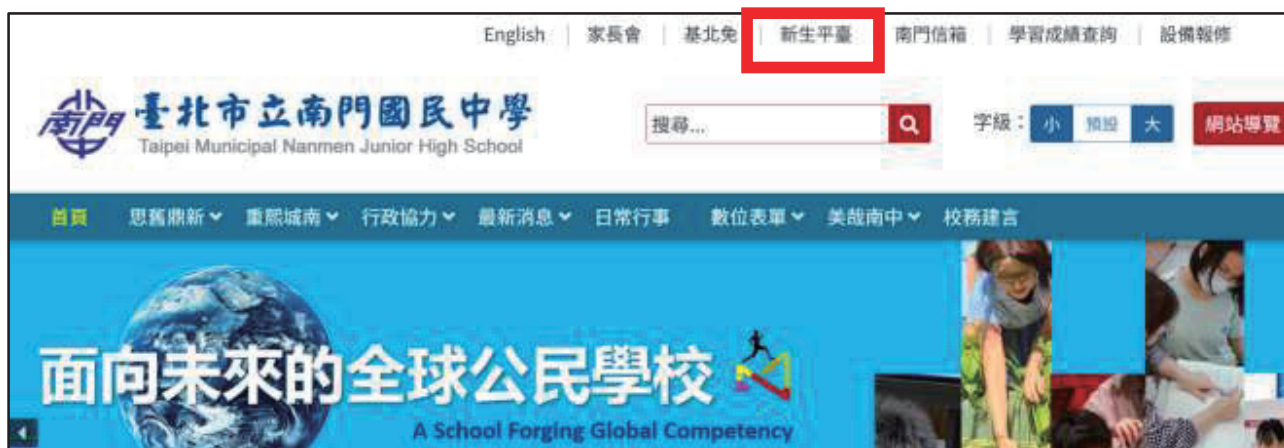 English | 家長會 | 基北免 | 新生平臺 | 南門信箱 | 學習成績查詢 | 設備報修
南門 臺北市立南門國民中學
Taipei Municipal Nanmen Junior High School
搜尋... 字級： 小 預設 大 網站導覽
首頁 思舊鼎新 重熙城南 行政協力 最新消息 日常行事 數位表單 美哉南中 校務建言
面向未來的全球公民學校
A School Forging Global Competency